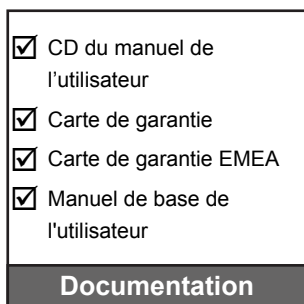 CD du manuel de
l’utilisateur
Carte de garantie
Carte de garantie EMEA
Manuel de base de
l'utilisateur
Documentation